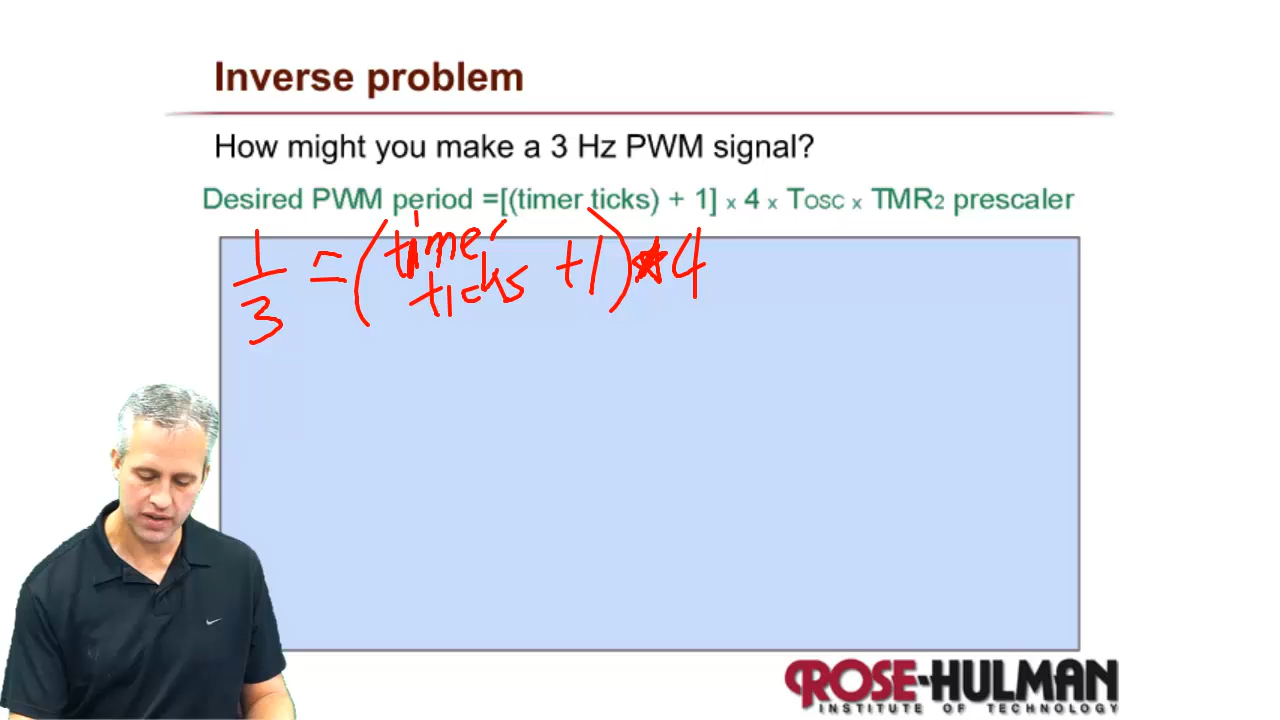 Inverse problem
How might you make a 3 Hz PWM signal?
Desired PWM period =[(timer ticks) + 1] x 4 x TOSC x TMR2 prescaler
1/3 = (timer ticks +1) * 4
ROSE-HULMAN
INSTITUTE OF TECHNOLOGY